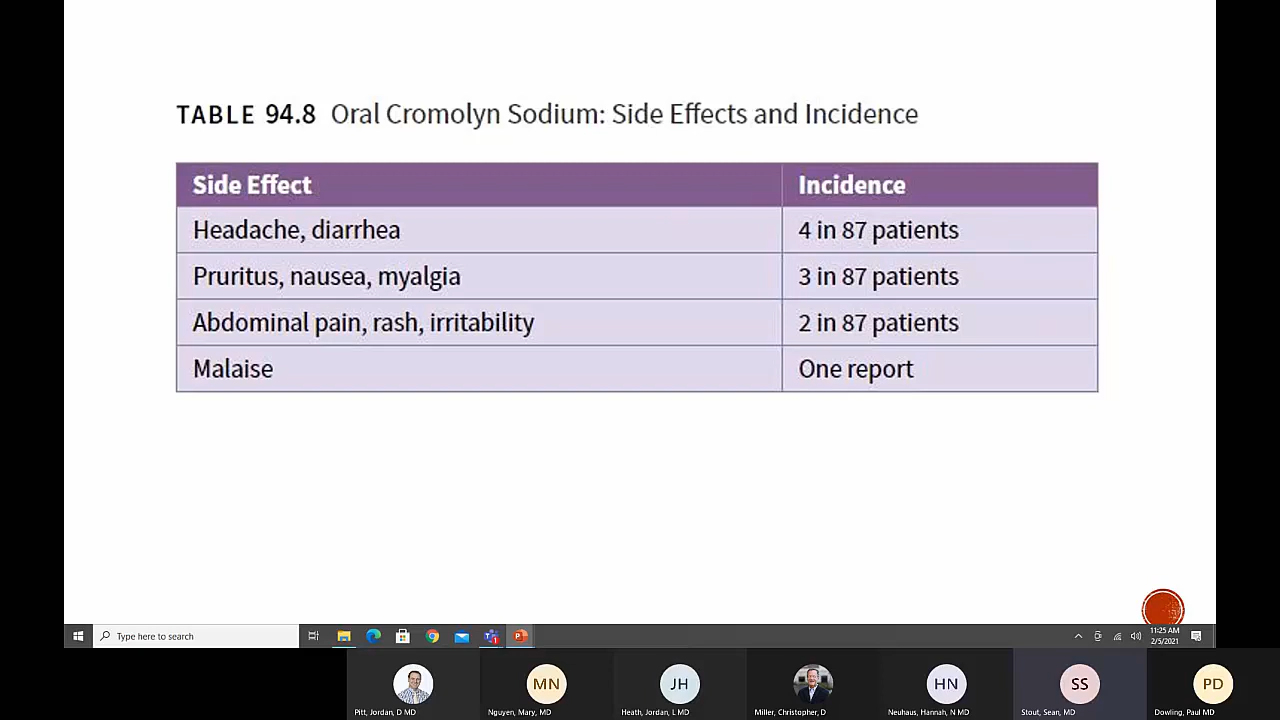 TABLE 94.8 Oral Cromolyn Sodium: Side Effects and Incidence
Side Effect Incidence
Headache, diarrhea 4 in 87 patients
Pruritus, nausea, myalgia 3 in 87 patients
Abdominal pain, rash, irritability 2 in 87 patients
Malaise One report
Type here to search
11:25 AM
2/5/2021
MN JH HN SS PD
Pitt, Jordan, D MD Nguyen, Mary, MD Heath, Jordan, L MD Miller, Christopher, D Neuhaus, Hannah, N MD Stout, Sean, MD Dowling, Paul MD